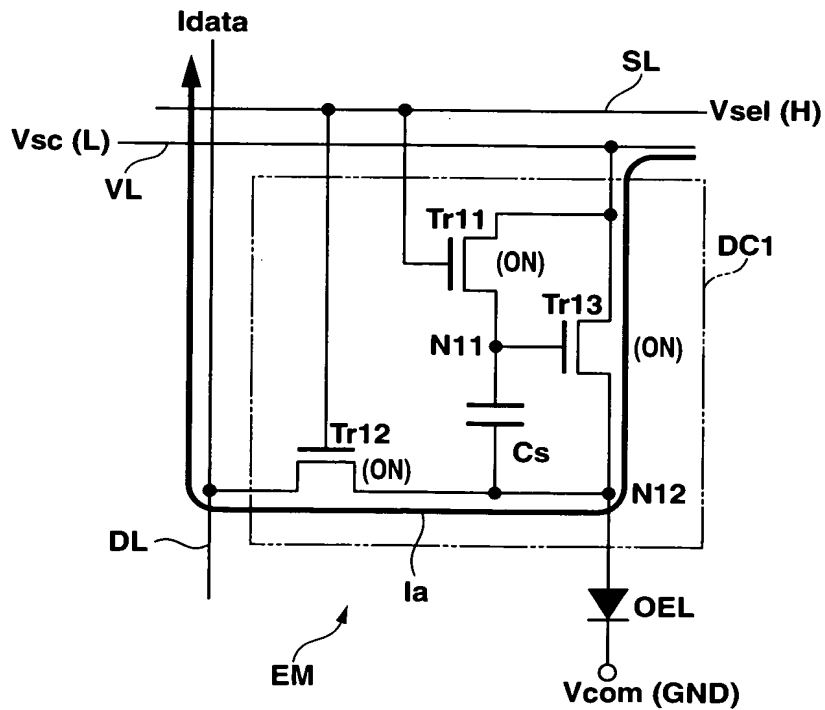 Idata
SL
Vsel (H)
Vsc (L)
VL
Tr11
(ON)
DC1
Tr13
N11
(ON)
Tr12
(ON)
Cs
N12
DL
Ia
OEL
EM
Vcom (GND)